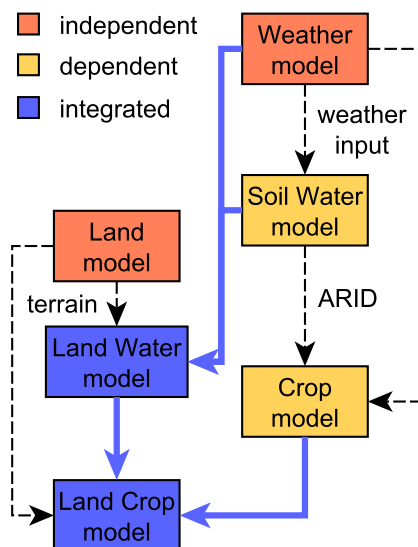 independent
dependent
integrated
Weather
model
weather
input
Soil Water
model
Land
model
terrain
ARID
Land Water
model
Crop
model
Land Crop
model